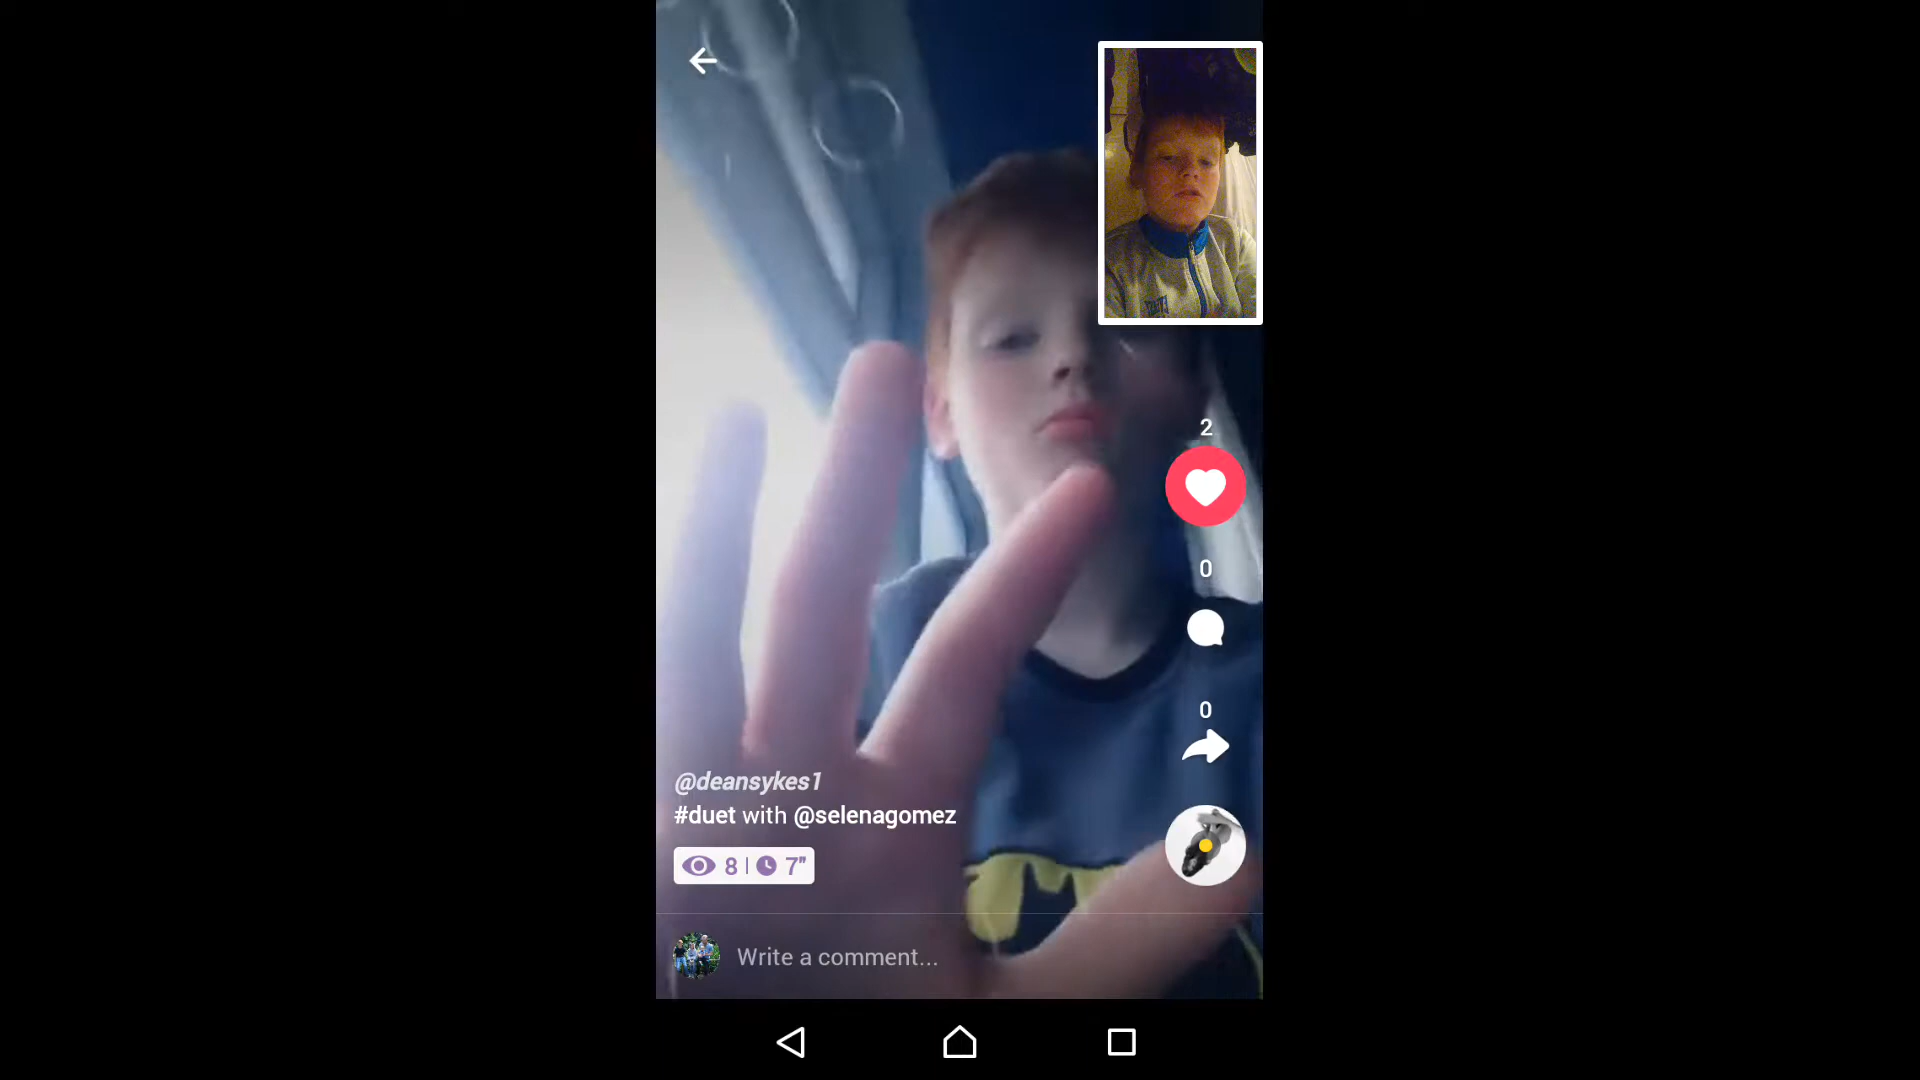 2
0
0
@deansykes1
#duet with @selenagomez
8 | 7"
Write a comment...